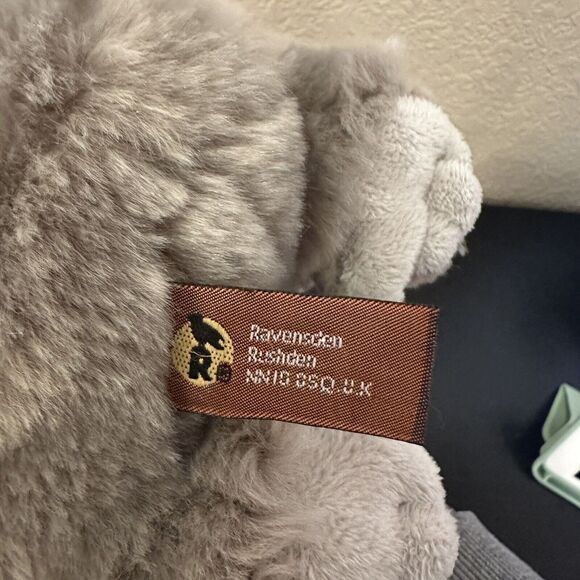 Ravensden
Rushden
NN10 0SQ U.K
R